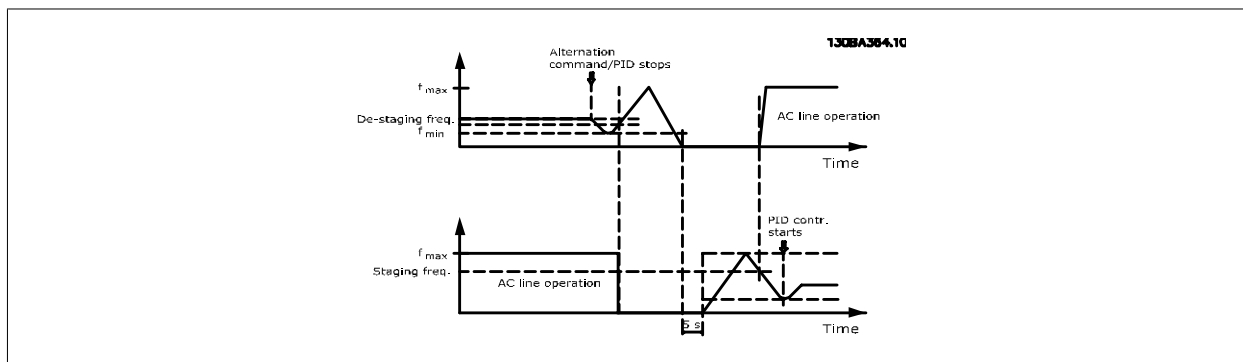 130BA364.10
Alternation
command/PID stops
f max
De-staging freq.
f min
AC line operation
Time
PID contr.
starts
f max
Staging freq.
AC line operation
5 s
Time